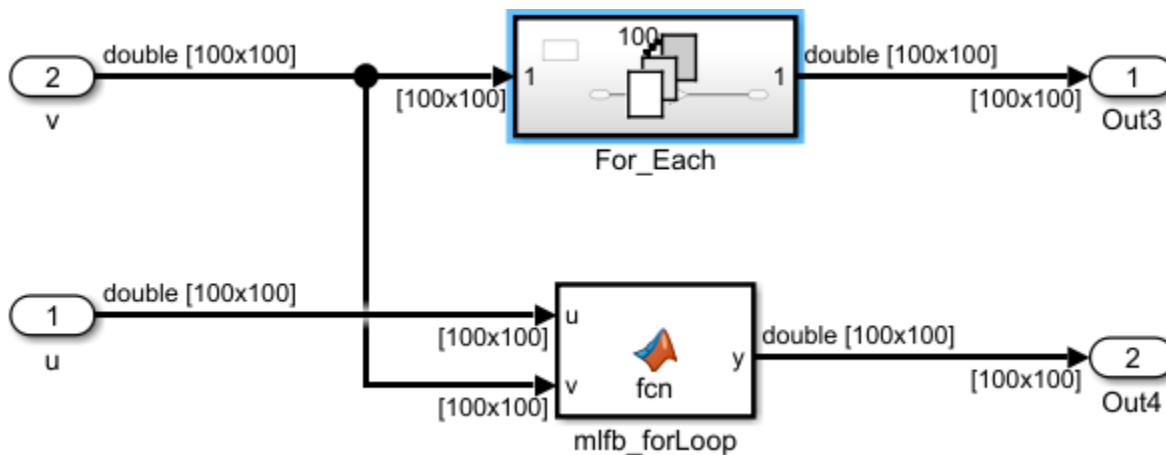 2
v
double [100x100]
[100x100]
100
1
1
For_Each
double [100x100]
[100x100]
1
Out3
1
u
double [100x100]
[100x100]
[100x100]
u
v
fcn
y
mlfb_forLoop
double [100x100]
[100x100]
2
Out4